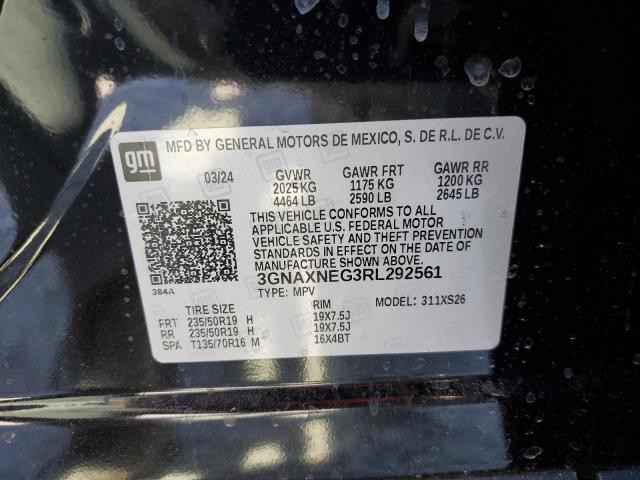 gm
MFD BY GENERAL MOTORS DE MEXICO, S. DE R.L. DE C.V.
03/24 GVWR GAWR FRT GAWR RR
2025 KG 1175 KG 1200 KG
4464 LB 2590 LB 2645 LB
THIS VEHICLE CONFORMS TO ALL
APPLICABLE U.S. FEDERAL MOTOR
VEHICLE SAFETY AND THEFT PREVENTION
STANDARDS IN EFFECT ON THE DATE OF
MANUFACTURE SHOWN ABOVE.
3GNAXNEG3RL292561
384A TYPE: MPV MODEL: 311XS26
TIRE SIZE RIM
FRT 235/50R19 H 19X7.5J
RR 235/50R19 H 19X7.5J
SPA T135/70R16 M 16X4BT